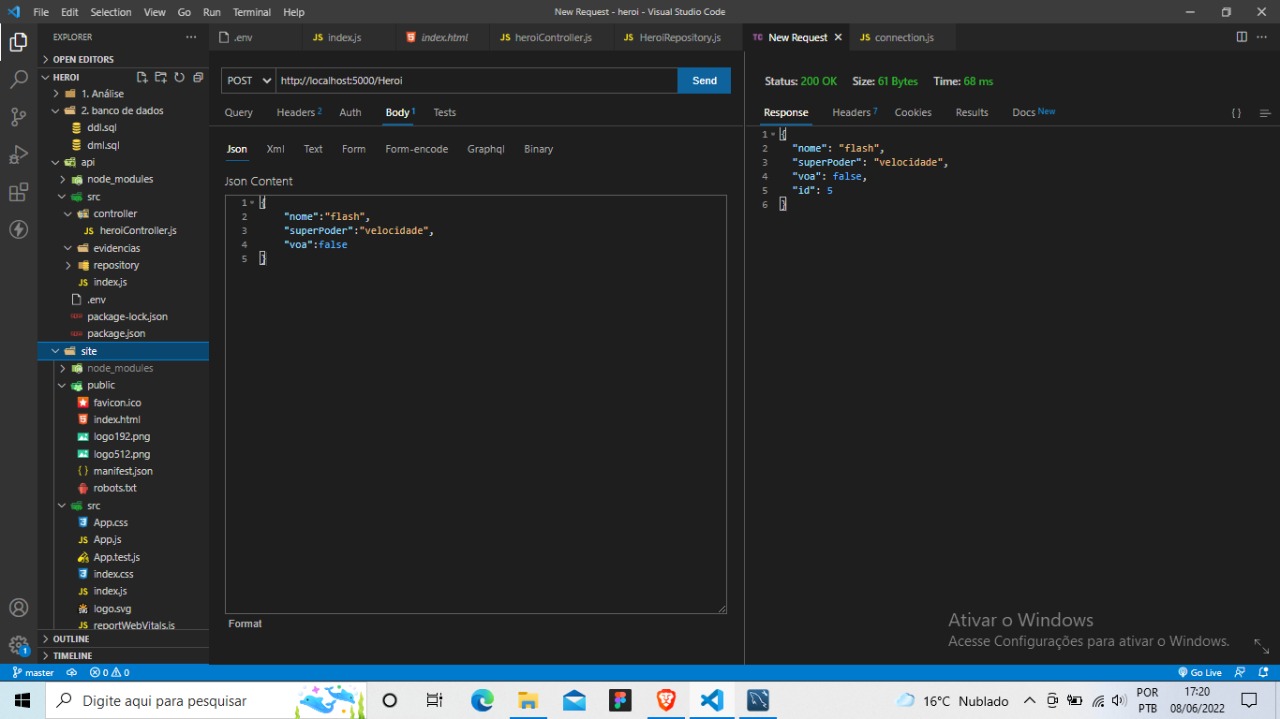 File Edit Selection View Go Run Terminal Help
New Request - heroi - Visual Studio Code
EXPLORER
OPEN EDITORS
HEROI
1. Análise
2. banco de dados
ddl.sql
dml.sql
api
node_modules
src
controller
heroiController.js
evidencias
repository
index.js
.env
package-lock.json
package.json
site
node_modules
public
favicon.ico
index.html
logo192.png
logo512.png
manifest.json
robots.txt
src
App.css
App.js
App.test.js
index.css
index.js
logo.svg
reportWebVitals.js
OUTLINE
TIMELINE
.env
JS index.js
index.html
JS heroiController.js
JS HeroiRepository.js
TC New Request
JS connection.js
POST http://localhost:5000/Heroi Send
Query Headers 2 Auth Body 1 Tests
Json Xml Text Form Form-encode Graphql Binary
Json Content
1 {
2 "nome":"flash",
3 "superPoder":"velocidade",
4 "voa":false
5 }
Format
Status: 200 OK Size: 61 Bytes Time: 68 ms
Response Headers 7 Cookies Results Docs New { }
1 {
2 "nome": "flash",
3 "superPoder": "velocidade",
4 "voa": false,
5 "id": 5
6 }
Ativar o Windows
Acesse Configurações para ativar o Windows.
master 0 0 Go Live
Digite aqui para pesquisar
16°C Nublado
POR
PTB
17:20
08/06/2022